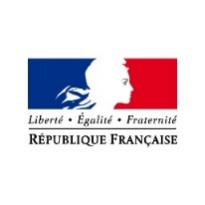 Liberté • Égalité • Fraternité
RÉPUBLIQUE FRANÇAISE